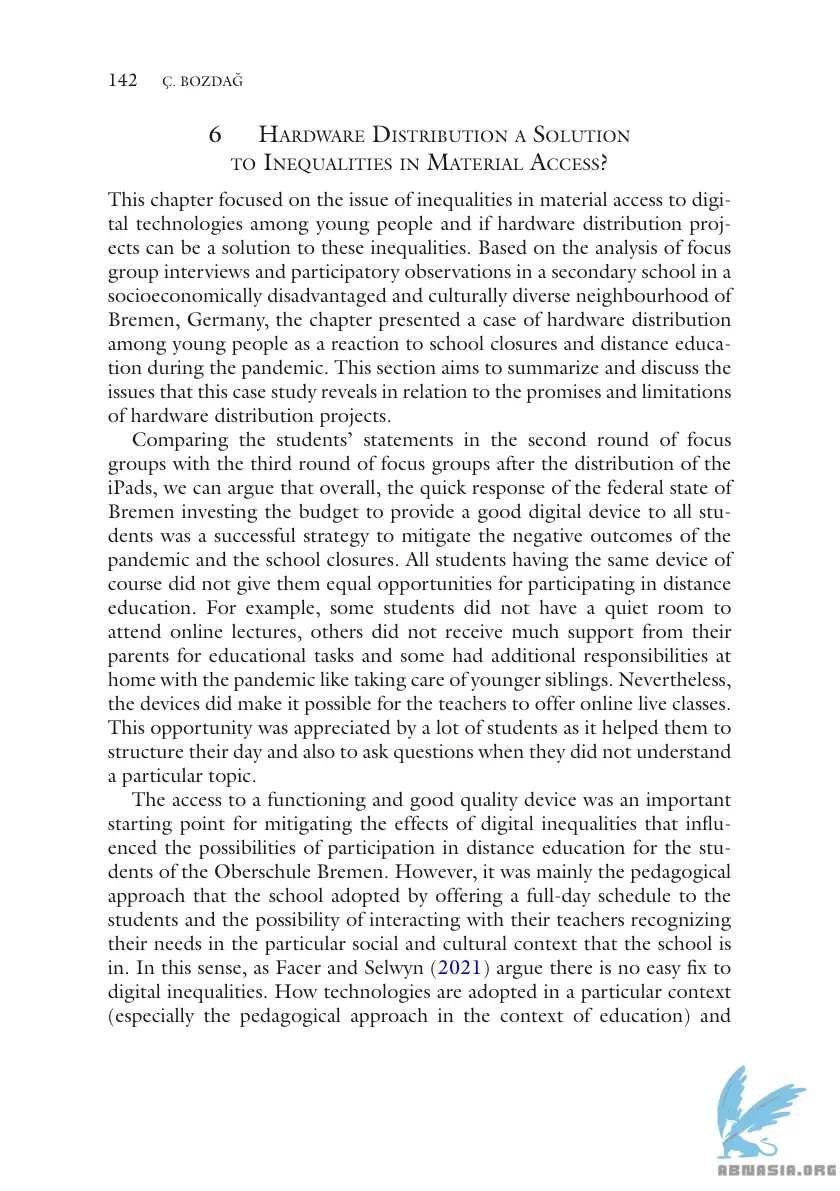 142 Ç. BOZDAĞ
6 Hardware Distribution a Solution
to Inequalities in Material Access?
This chapter focused on the issue of inequalities in material access to digi-
tal technologies among young people and if hardware distribution proj-
ects can be a solution to these inequalities. Based on the analysis of focus
group interviews and participatory observations in a secondary school in a
socioeconomically disadvantaged and culturally diverse neighbourhood of
Bremen, Germany, the chapter presented a case of hardware distribution
among young people as a reaction to school closures and distance educa-
tion during the pandemic. This section aims to summarize and discuss the
issues that this case study reveals in relation to the promises and limitations
of hardware distribution projects.
Comparing the students’ statements in the second round of focus
groups with the third round of focus groups after the distribution of the
iPads, we can argue that overall, the quick response of the federal state of
Bremen investing the budget to provide a good digital device to all stu-
dents was a successful strategy to mitigate the negative outcomes of the
pandemic and the school closures. All students having the same device of
course did not give them equal opportunities for participating in distance
education. For example, some students did not have a quiet room to
attend online lectures, others did not receive much support from their
parents for educational tasks and some had additional responsibilities at
home with the pandemic like taking care of younger siblings. Nevertheless,
the devices did make it possible for the teachers to offer online live classes.
This opportunity was appreciated by a lot of students as it helped them to
structure their day and also to ask questions when they did not understand
a particular topic.
The access to a functioning and good quality device was an important
starting point for mitigating the effects of digital inequalities that influ-
enced the possibilities of participation in distance education for the stu-
dents of the Oberschule Bremen. However, it was mainly the pedagogical
approach that the school adopted by offering a full-day schedule to the
students and the possibility of interacting with their teachers recognizing
their needs in the particular social and cultural context that the school is
in. In this sense, as Facer and Selwyn (2021) argue there is no easy fix to
digital inequalities. How technologies are adopted in a particular context
(especially the pedagogical approach in the context of education) and
ABNASIA.ORG